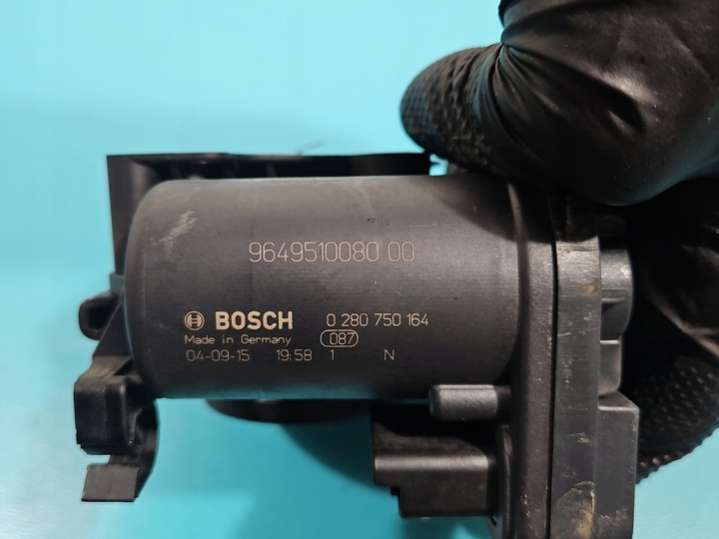 9649510080 00
BOSCH 0 280 750 164
Made in Germany 087
04-09-15 19:58 1 N